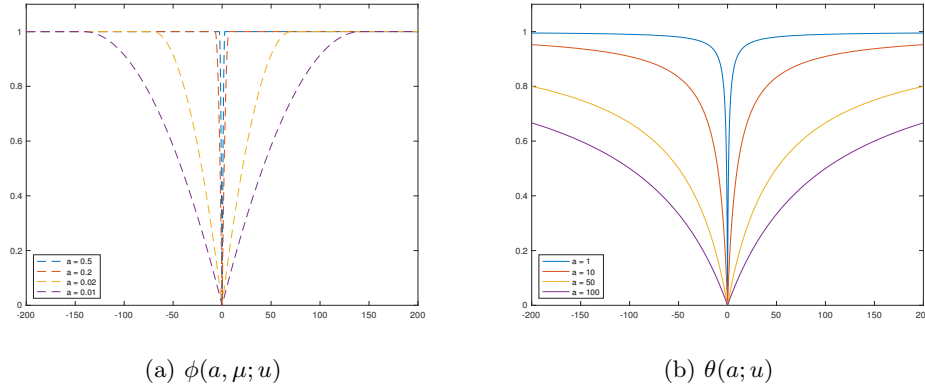 1
0.8
0.6
0.4
0.2
0
a = 0.5
a = 0.2
a = 0.02
a = 0.01
-200 -150 -100 -50 0 50 100 150 200
(a) ϕ(a, μ; u)
1
0.8
0.6
0.4
0.2
0
a = 1
a = 10
a = 50
a = 100
-200 -150 -100 -50 0 50 100 150 200
(b) θ(a; u)